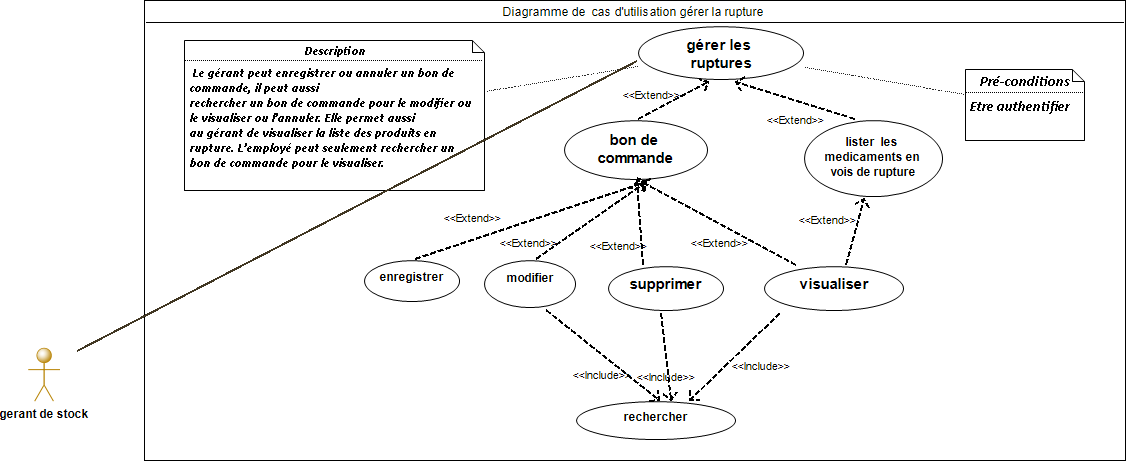 Diagramme de cas d'utilisation gérer la rupture
Description
Le gérant peut enregistrer ou annuler un bon de
commande, il peut aussi
rechercher un bon de commande pour le modifier ou
le visualiser ou l'annuler. Elle permet aussi
au gérant de visualiser la liste des produits en
rupture. L'employé peut seulement rechercher un
bon de commande pour le visualiser.
gérer les
ruptures
Pré-conditions
Etre authentifier
<<Extend>>
<<Extend>>
bon de
commande
lister les
medicaments en
vois de rupture
<<Extend>>
<<Extend>>
<<Extend>>
<<Extend>>
<<Extend>>
enregistrer
modifier
supprimer
visualiser
<<Include>>
<<Include>>
<<Include>>
rechercher
gerant de stock